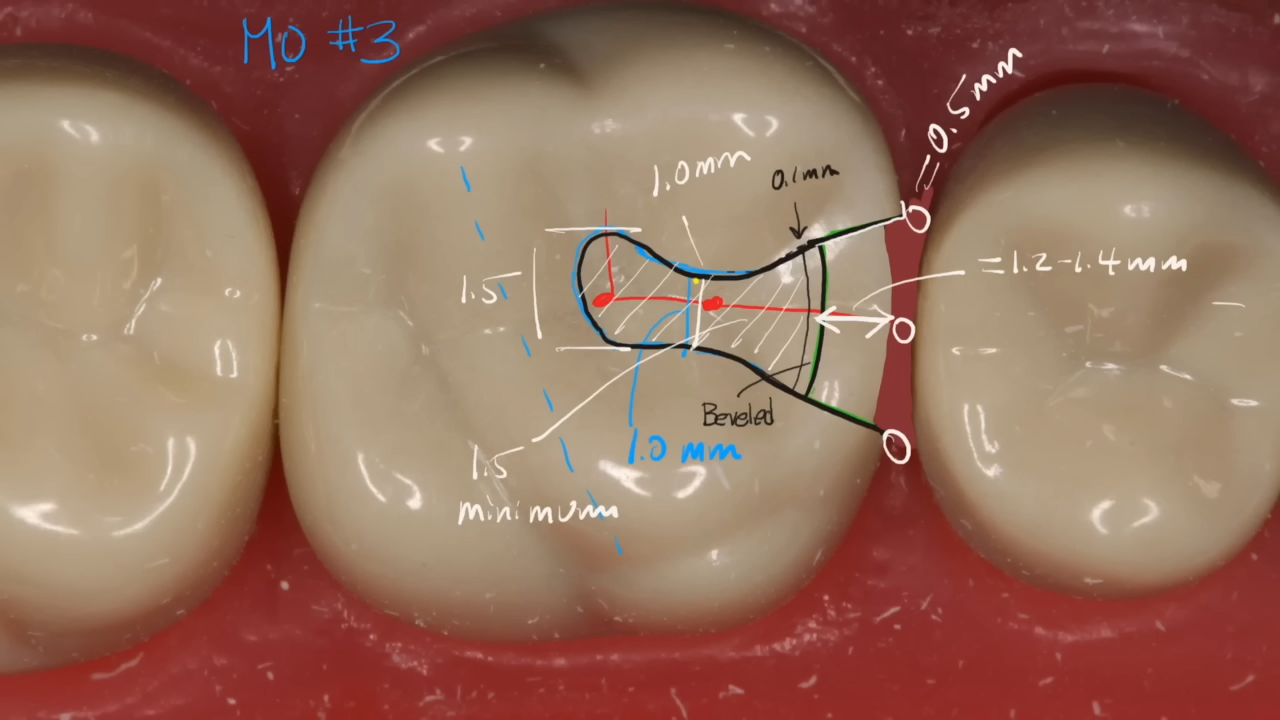 MO #3
= 0.5mm
1.0mm
0.1mm
= 1.2-1.4mm
1.5
Beveled
1.0 mm
1.5
minimum